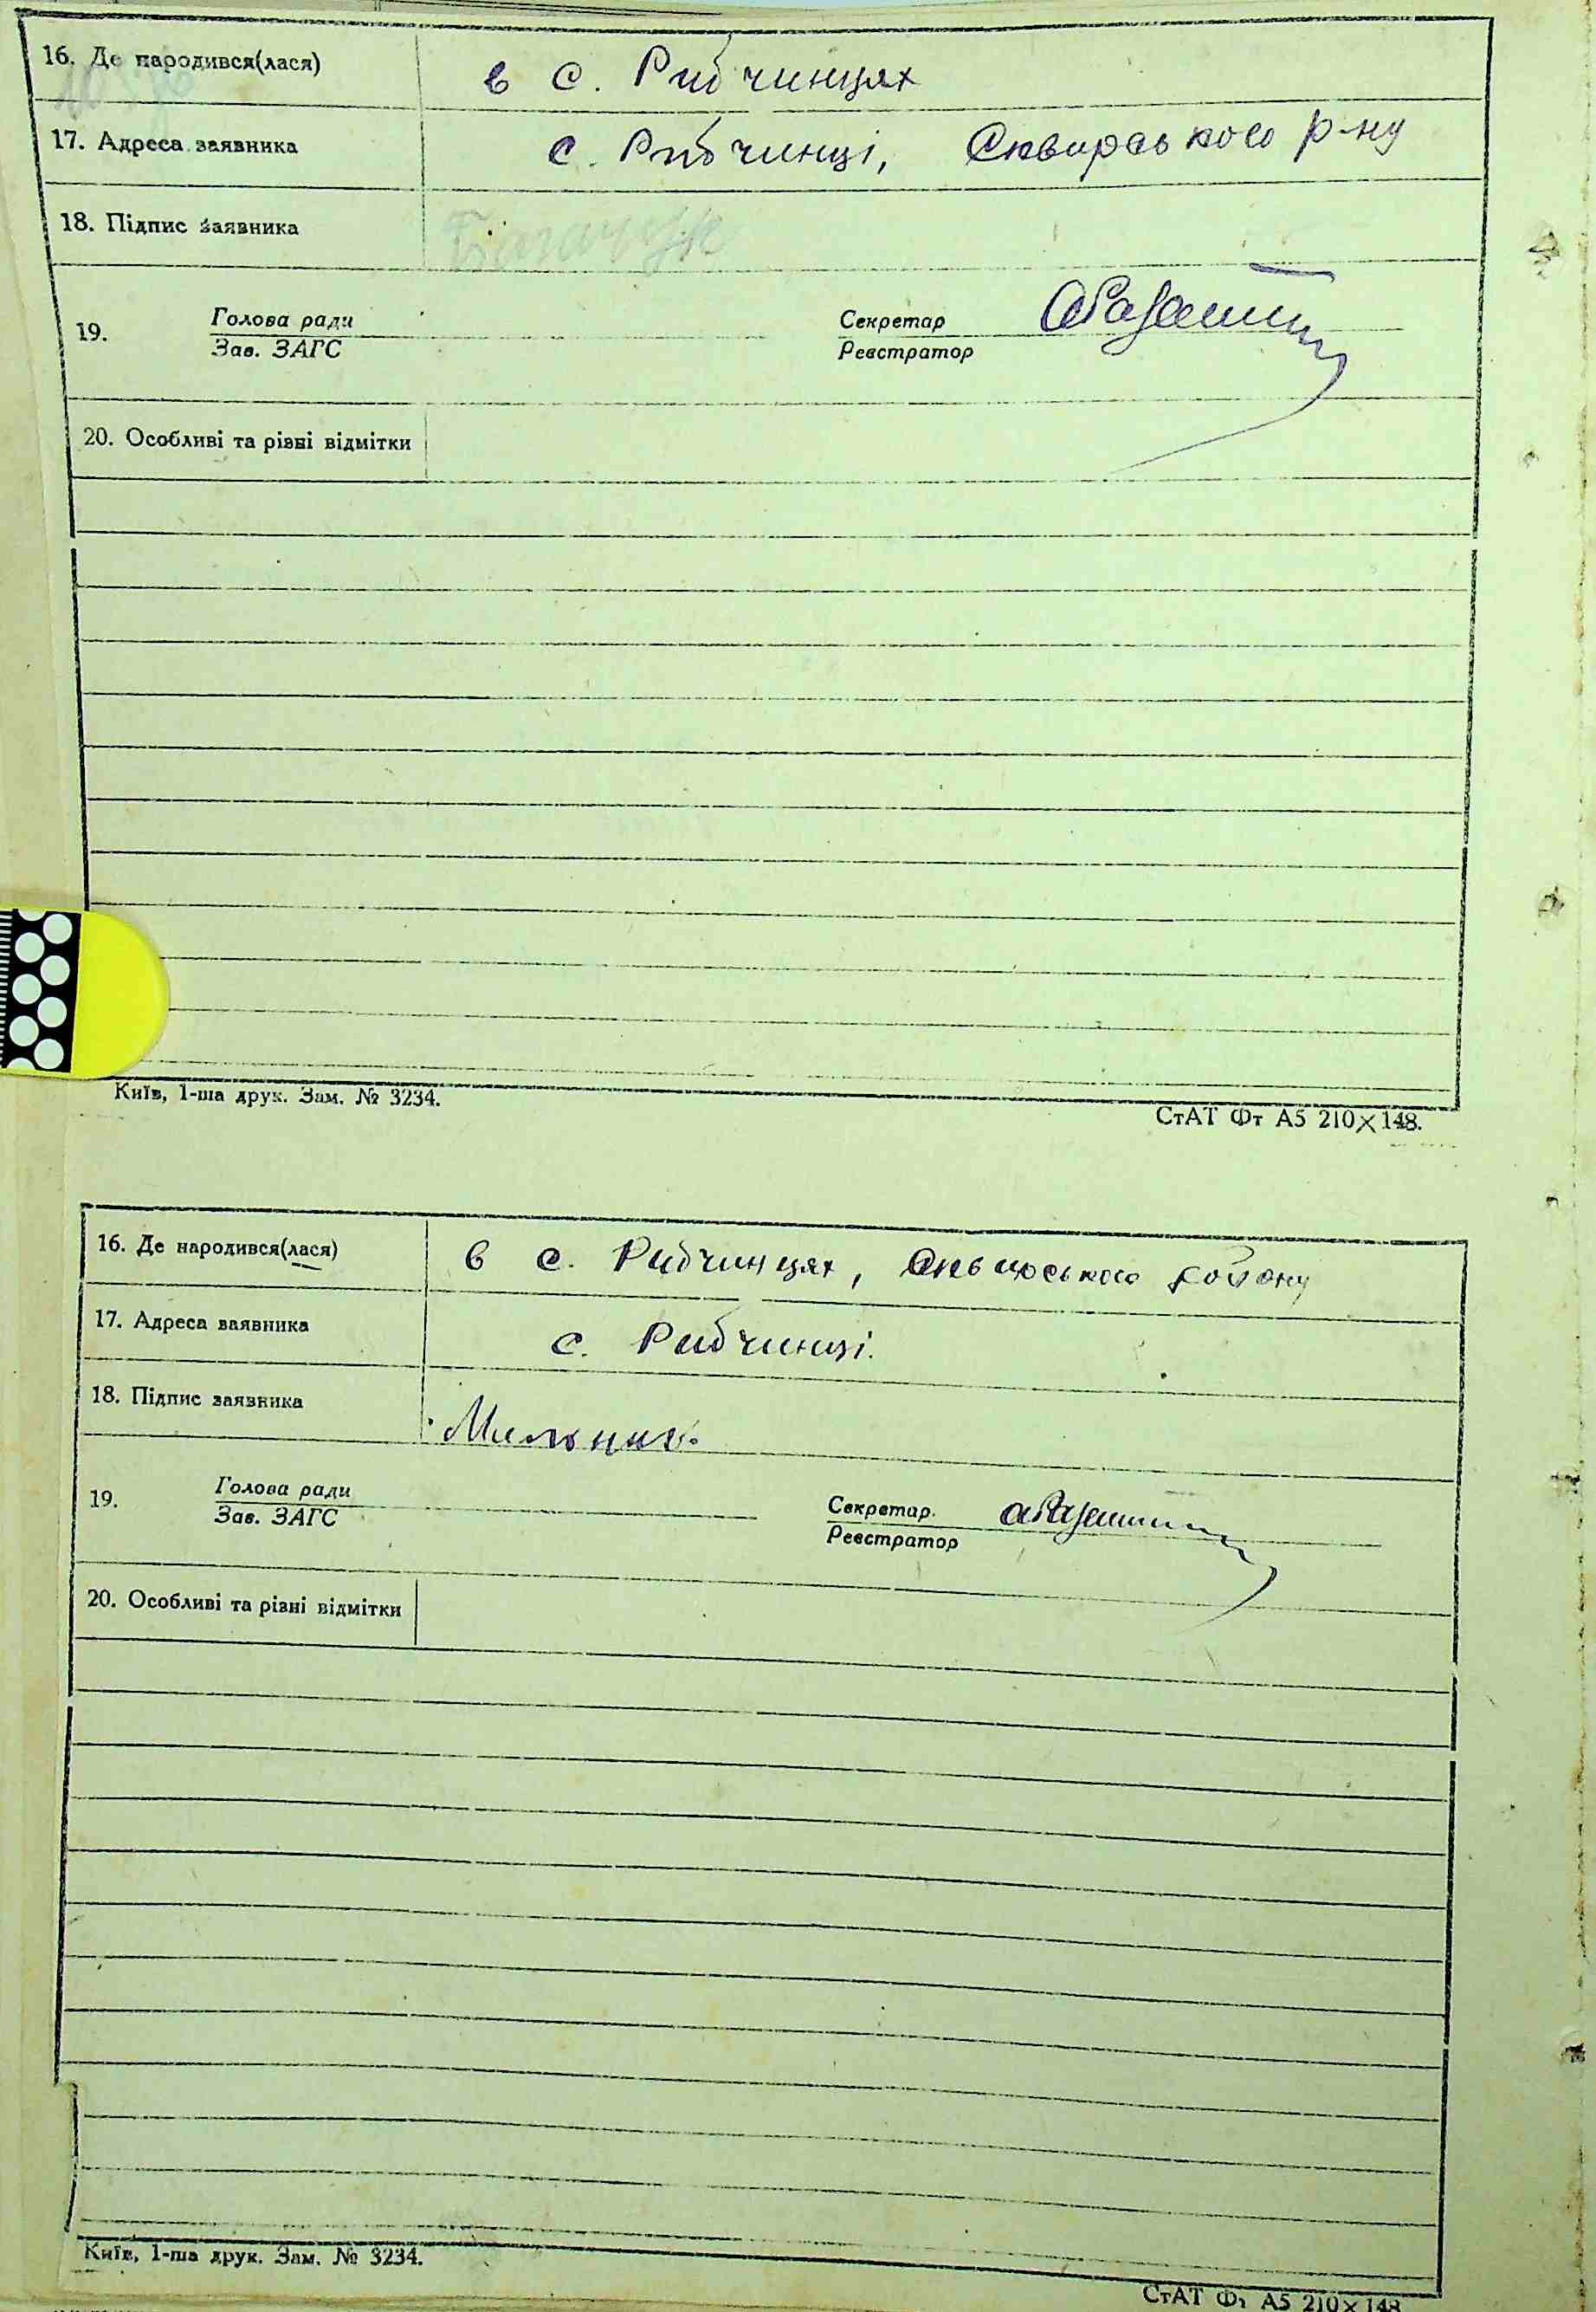 16. Де народився(лася) в с. Рибчинцях
17. Адреса заявника с. Рибчинці, Сквирського р-ну
18. Підпис заявника
19. Голова ради Секретар
Зав. ЗАГС Реєстратор
20. Особливі та різні відмітки
Київ, 1-ша друк. Зам. № 3234.
СтАТ Фт А5 210×148.
16. Де народився(лася) в с. Рибчинцях, Сквирського району
17. Адреса заявника с. Рибчинці.
18. Підпис заявника Мельник
19. Голова ради Секретар
Зав. ЗАГС Реєстратор
20. Особливі та різні відмітки
Київ, 1-ша друк. Зам. № 3234.
СтАТ Фт А5 210×148